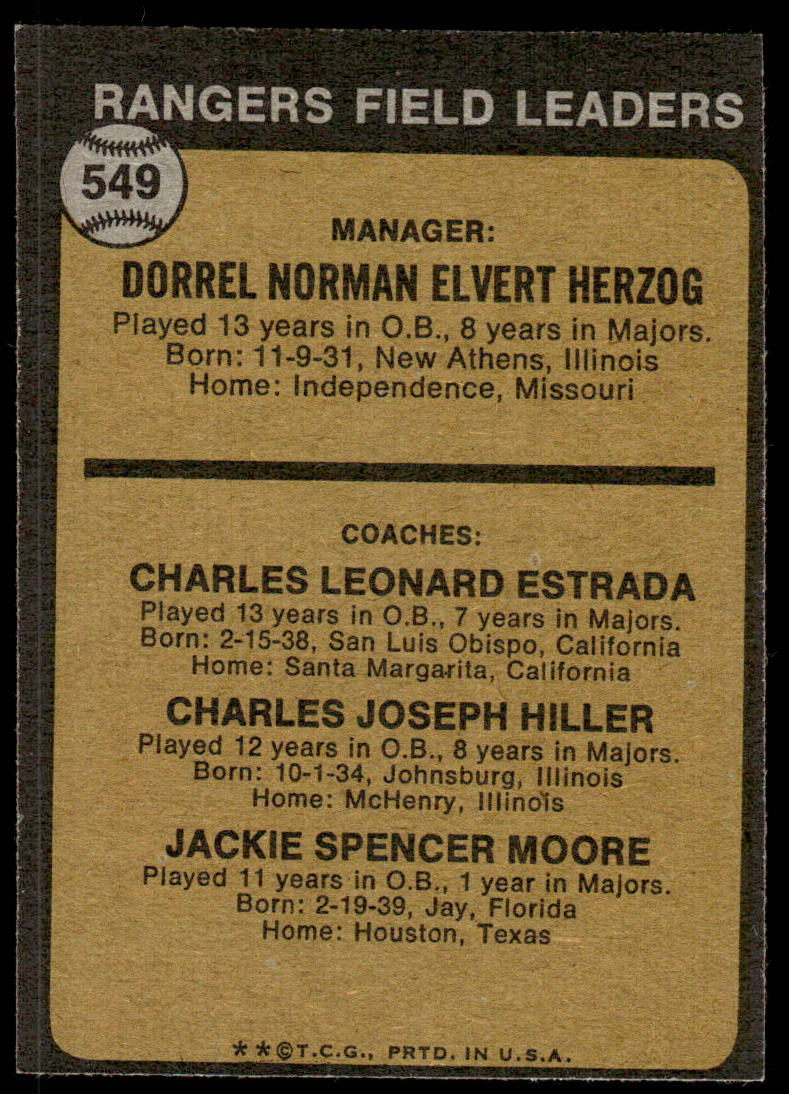 RANGERS FIELD LEADERS
549
MANAGER:
DORREL NORMAN ELVERT HERZOG
Played 13 years in O.B., 8 years in Majors.
Born: 11-9-31, New Athens, Illinois
Home: Independence, Missouri
COACHES:
CHARLES LEONARD ESTRADA
Played 13 years in O.B., 7 years in Majors.
Born: 2-15-38, San Luis Obispo, California
Home: Santa Margarita, California
CHARLES JOSEPH HILLER
Played 12 years in O.B., 8 years in Majors.
Born: 10-1-34, Johnsburg, Illinois
Home: McHenry, Illinois
JACKIE SPENCER MOORE
Played 11 years in O.B., 1 year in Majors.
Born: 2-19-39, Jay, Florida
Home: Houston, Texas
* * ©T.C.G., PRTD. IN U.S.A.